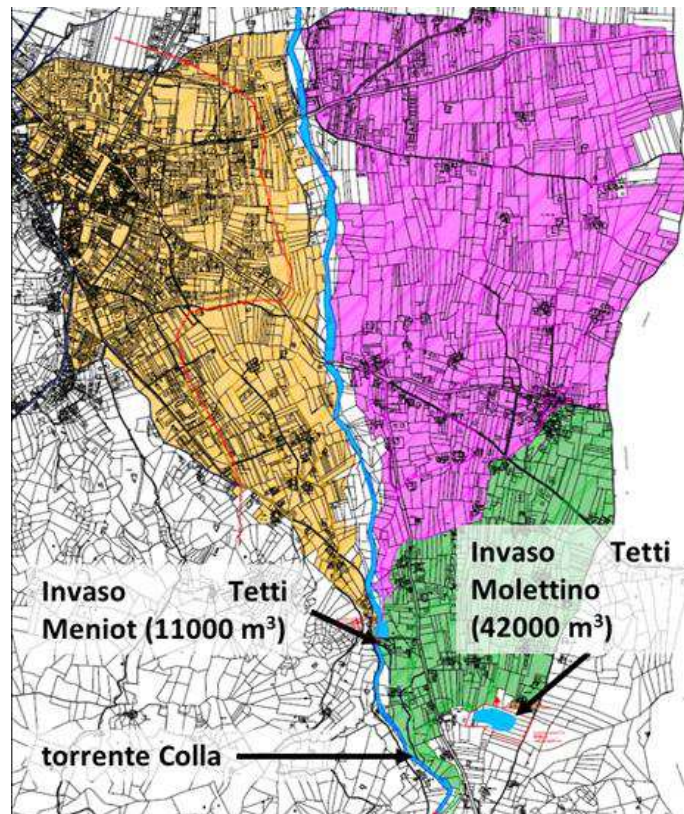 Invaso Tetti
Molettino
(42000 m³)
Invaso Tetti
Meniot (11000 m³)
torrente Colla